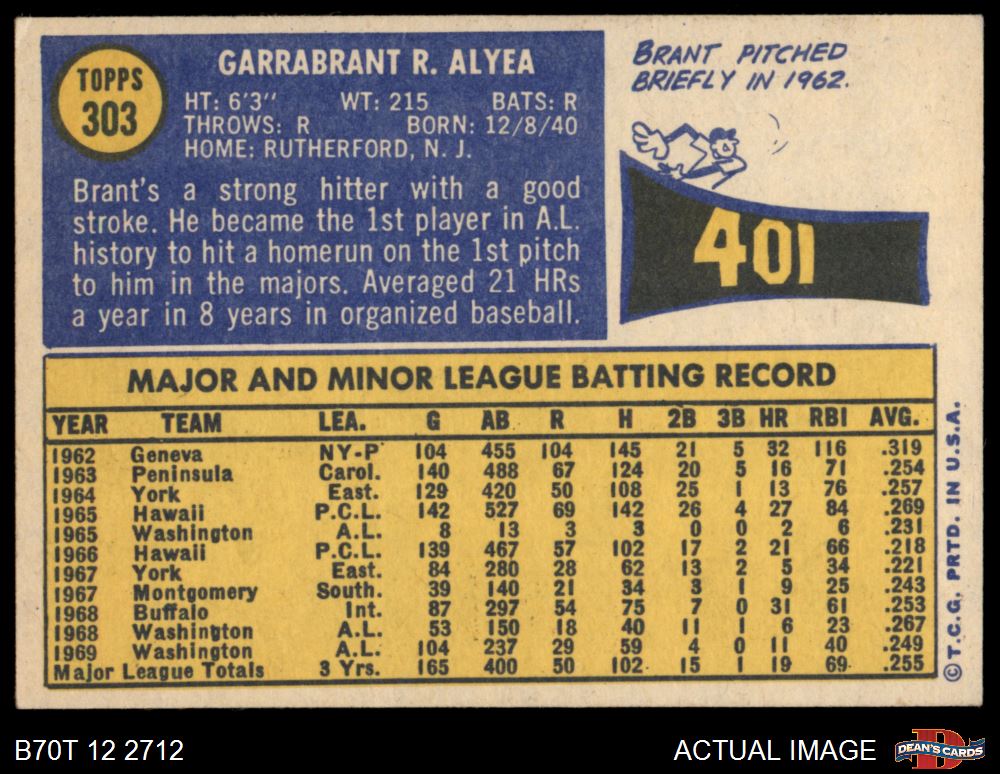 TOPPS
303
GARRABRANT R. ALYEA
HT: 6'3" WT: 215 BATS: R
THROWS: R BORN: 12/8/40
HOME: RUTHERFORD, N. J.
Brant's a strong hitter with a good
stroke. He became the 1st player in A.L.
history to hit a homerun on the 1st pitch
to him in the majors. Averaged 21 HRs
a year in 8 years in organized baseball.
BRANT PITCHED
BRIEFLY IN 1962.
401
MAJOR AND MINOR LEAGUE BATTING RECORD
YEAR TEAM LEA. G AB R H 2B 3B HR RBI AVG.
1962 Geneva NY-P 104 455 104 145 21 5 32 116 .319
1963 Peninsula Carol. 140 488 67 124 20 5 16 71 .254
1964 York East. 129 420 50 108 25 1 13 76 .257
1965 Hawaii P.C.L. 142 527 69 142 26 4 27 84 .269
1965 Washington A.L. 8 13 3 3 0 0 2 6 .231
1966 Hawaii P.C.L. 139 467 57 102 17 2 21 66 .218
1967 York East. 84 280 28 62 13 2 5 34 .221
1967 Montgomery South. 39 140 21 34 3 1 9 25 .243
1968 Buffalo Int. 87 297 54 75 7 0 31 61 .253
1968 Washington A.L. 53 150 18 40 11 1 6 23 .267
1969 Washington A.L. 104 237 29 59 4 0 11 40 .249
Major League Totals 3 Yrs. 165 400 50 102 15 1 19 69 .255
© T.C.G. PRTD. IN U.S.A.
B70T 12 2712
ACTUAL IMAGE
D
DEAN'S CARDS